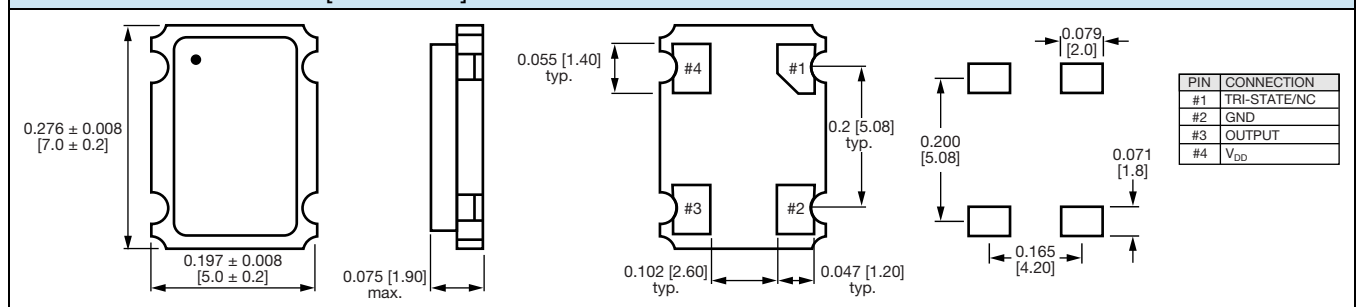 0.276 ± 0.008
[7.0 ± 0.2]
0.197 ± 0.008
[5.0 ± 0.2]
0.075 [1.90]
max.
0.055 [1.40]
typ.
#4
#1
#3
#2
0.2 [5.08]
typ.
0.102 [2.60]
typ.
0.047 [1.20]
typ.
0.079
[2.0]
0.200
[5.08]
0.071
[1.8]
0.165
[4.20]
PIN CONNECTION
#1 TRI-STATE/NC
#2 GND
#3 OUTPUT
#4 VDD